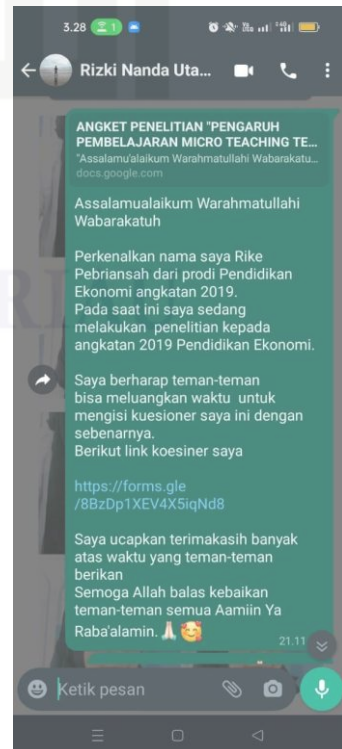 3.28
1
Rizki Nanda Uta...
ANGKET PENELITIAN "PENGARUH
PEMBELAJARAN MICRO TEACHING TE...
"Assalamu'alaikum Warahmatullahi Wabarakatu...
docs.google.com
Assalamualaikum Warahmatullahi
Wabarakatuh
Perkenalkan nama saya Rike
Pebriansah dari prodi Pendidikan
Ekonomi angkatan 2019.
Pada saat ini saya sedang
melakukan penelitian kepada
angkatan 2019 Pendidikan Ekonomi.
Saya berharap teman-teman
bisa meluangkan waktu untuk
mengisi kuesioner saya ini dengan
sebenarnya.
Berikut link koesiner saya
https://forms.gle
/8BzDp1XEV4X5iqNd8
Saya ucapkan terimakasih banyak
atas waktu yang teman-teman
berikan
Semoga Allah balas kebaikan
teman-teman semua Aamiin Ya
Raba'alamin.🙏🏻🥰
21.11
Ketik pesan